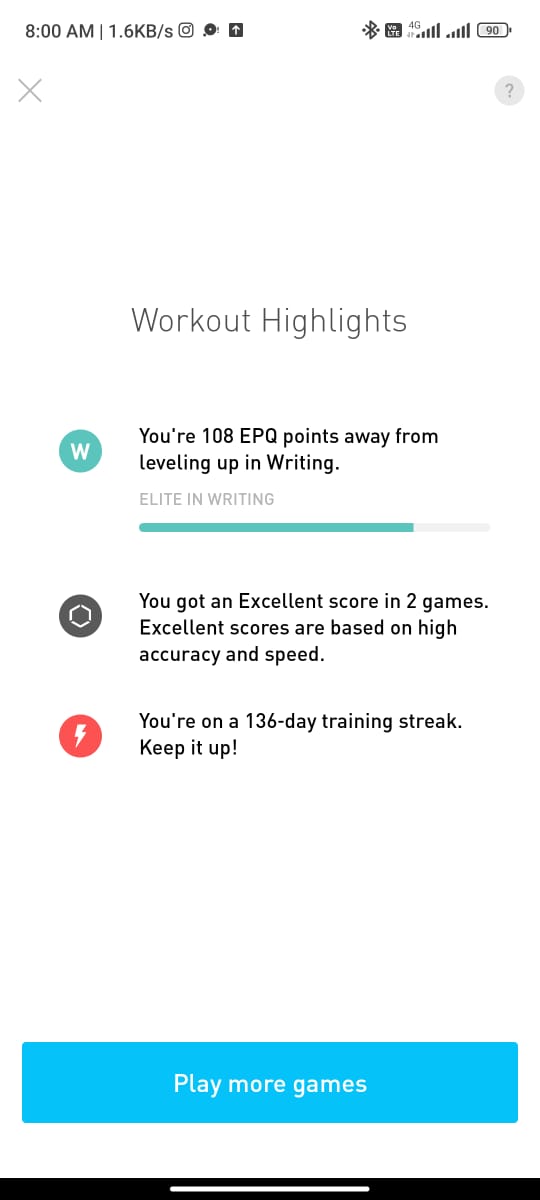 8:00 AM | 1.6KB/s
4G
Vo
LTE
90
?
Workout Highlights
W
You're 108 EPQ points away from
leveling up in Writing.
ELITE IN WRITING
You got an Excellent score in 2 games.
Excellent scores are based on high
accuracy and speed.
You're on a 136-day training streak.
Keep it up!
Play more games